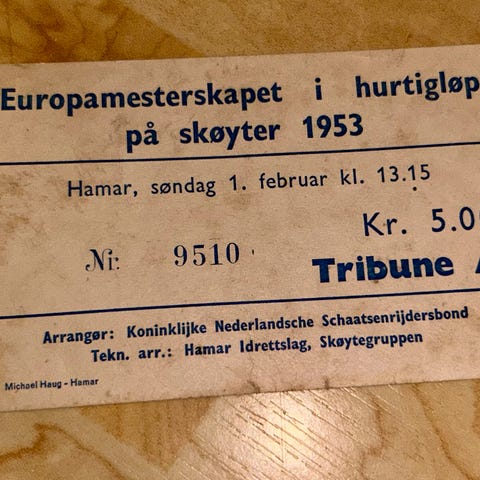 Europamesterskapet i hurtigløp
på skøyter 1953
Hamar, søndag 1. februar kl. 13.15
Kr. 5.0
Nr. 9510
Tribune
Arrangør: Koninklijke Nederlandsche Schaatsenrijdersbond
Tekn. arr.: Hamar Idrettslag, Skøytegruppen
Michael Haug - Hamar